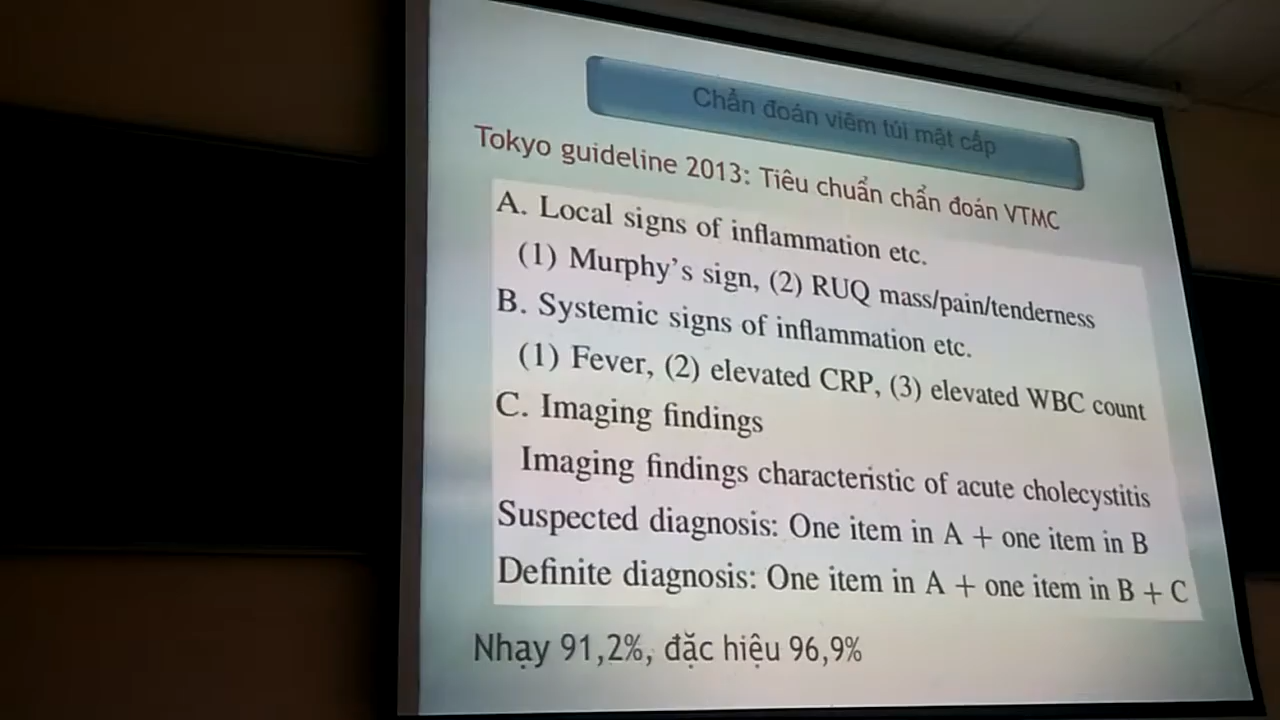 Chẩn đoán viêm túi mật cấp
Tokyo guideline 2013: Tiêu chuẩn chẩn đoán VTMC
A. Local signs of inflammation etc.
(1) Murphy's sign, (2) RUQ mass/pain/tenderness
B. Systemic signs of inflammation etc.
(1) Fever, (2) elevated CRP, (3) elevated WBC count
C. Imaging findings
Imaging findings characteristic of acute cholecystitis
Suspected diagnosis: One item in A + one item in B
Definite diagnosis: One item in A + one item in B + C
Nhạy 91,2%, đặc hiệu 96,9%